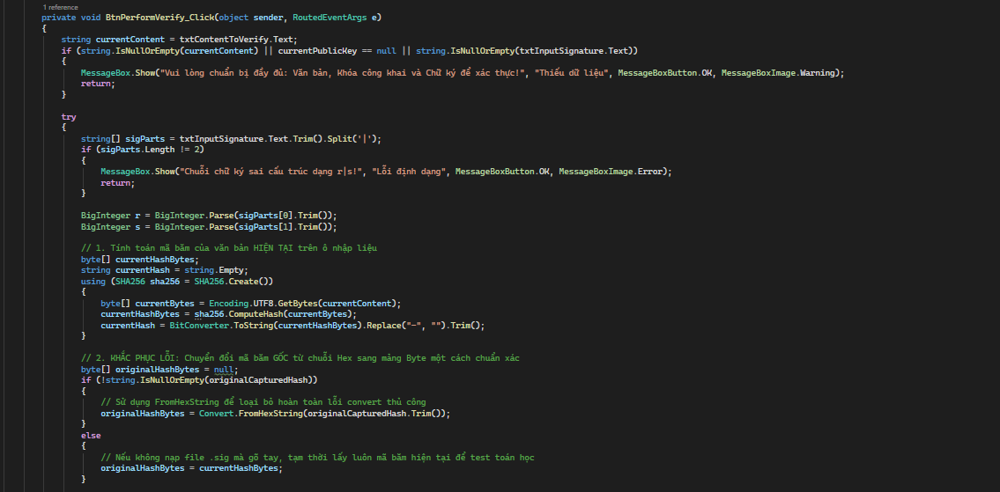 1 reference
private void BtnPerformVerify_Click(object sender, RoutedEventArgs e)
{
string currentContent = txtContentToVerify.Text;
if (string.IsNullOrEmpty(currentContent) || currentPublicKey == null || string.IsNullOrEmpty(txtInputSignature.Text))
{
MessageBox.Show("Vui lòng chuẩn bị đầy đủ: Văn bản, Khóa công khai và Chữ ký để xác thực!", "Thiếu dữ liệu", MessageBoxButton.OK, MessageBoxImage.Warning);
return;
}
try
{
string[] sigParts = txtInputSignature.Text.Trim().Split('|');
if (sigParts.Length != 2)
{
MessageBox.Show("Chuỗi chữ ký sai cấu trúc dạng r|s!", "Lỗi định dạng", MessageBoxButton.OK, MessageBoxImage.Error);
return;
}
BigInteger r = BigInteger.Parse(sigParts[0].Trim());
BigInteger s = BigInteger.Parse(sigParts[1].Trim());
// 1. Tính toán mã băm của văn bản HIỆN TẠI trên ô nhập liệu
byte[] currentHashBytes;
string currentHash = string.Empty;
using (SHA256 sha256 = SHA256.Create())
{
byte[] currentBytes = Encoding.UTF8.GetBytes(currentContent);
currentHashBytes = sha256.ComputeHash(currentBytes);
currentHash = BitConverter.ToString(currentHashBytes).Replace("-", "").Trim();
}
// 2. KHẮC PHỤC LỖI: Chuyển đổi mã băm GỐC từ chuỗi Hex sang mảng Byte một cách chuẩn xác
byte[] originalHashBytes = null;
if (!string.IsNullOrEmpty(originalCapturedHash))
{
// Sử dụng FromHexString để loại bỏ hoàn toàn lỗi convert thủ công
originalHashBytes = Convert.FromHexString(originalCapturedHash.Trim());
}
else
{
// Nếu không nạp file .sig mà gõ tay, tạm thời lấy luôn mã băm hiện tại để test toán học
originalHashBytes = currentHashBytes;
}